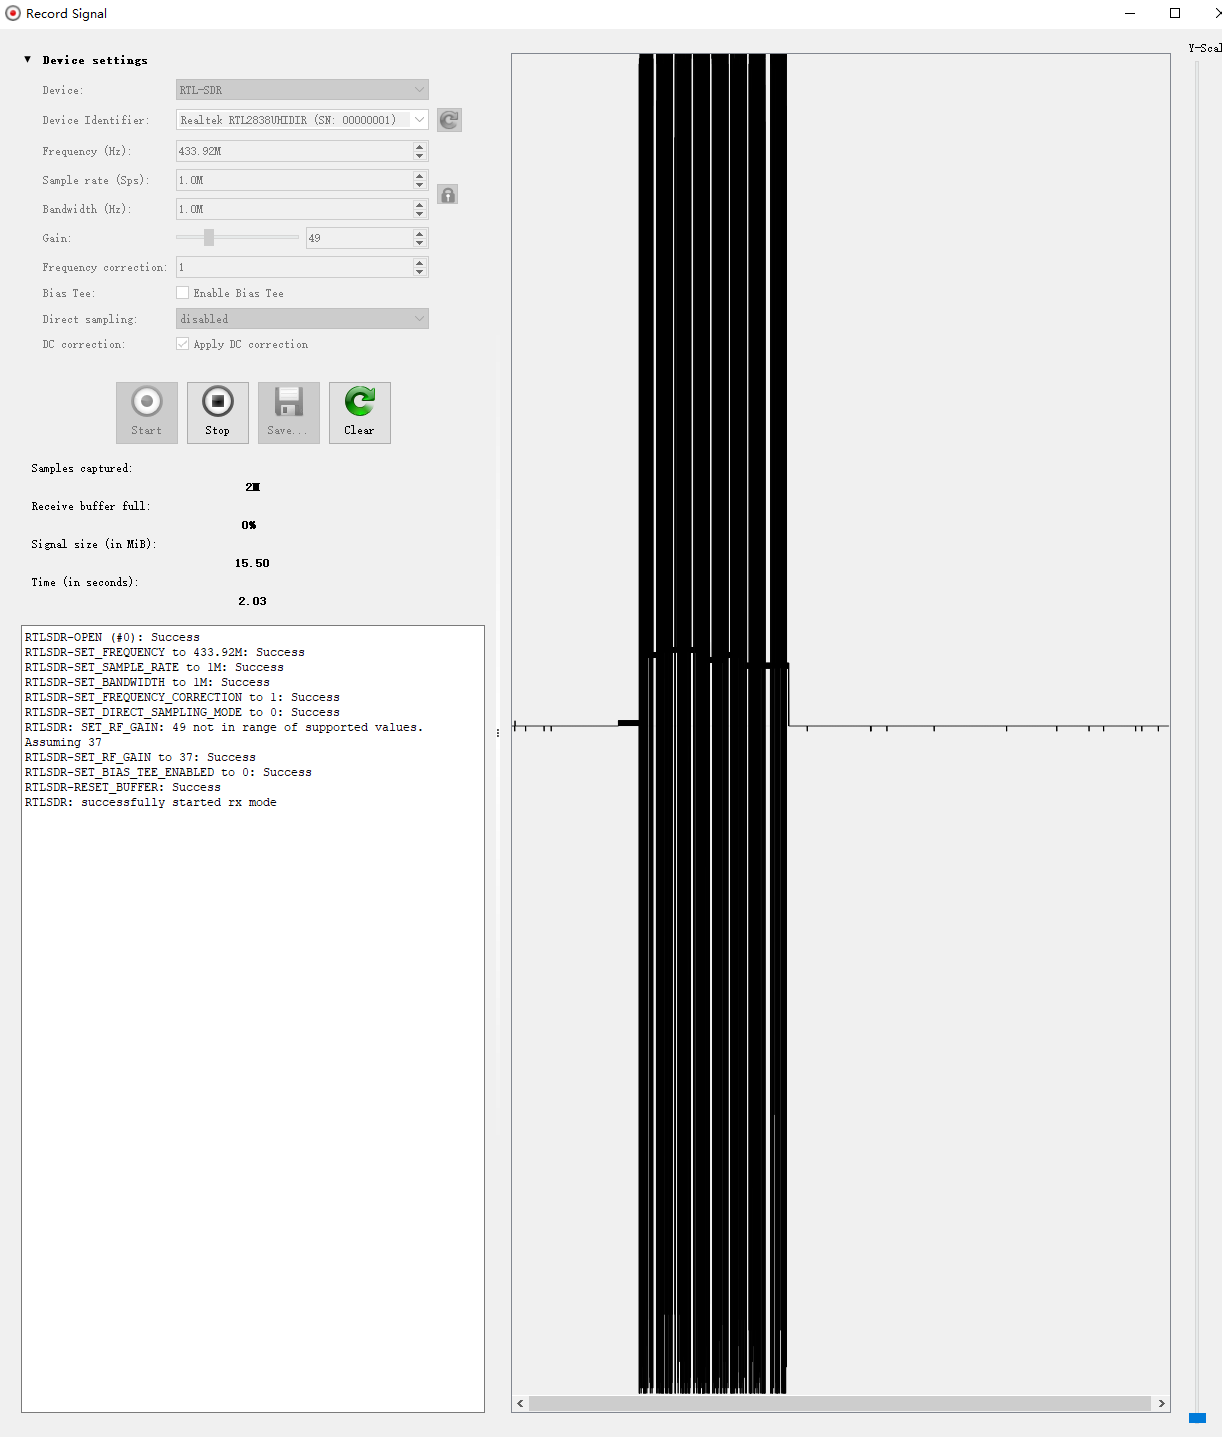 Record Signal
Y-Scal
Device settings
Device: RTL-SDR
Device Identifier: Realtek RTL2838UHIDIR (SN: 00000001)
Frequency (Hz): 433.92M
Sample rate (Sps): 1.0M
Bandwidth (Hz): 1.0M
Gain: 49
Frequency correction: 1
Bias Tee: Enable Bias Tee
Direct sampling: disabled
DC correction: Apply DC correction
Start Stop Save... Clear
Samples captured:
2M
Receive buffer full:
0%
Signal size (in MiB):
15.50
Time (in seconds):
2.03
RTLSDR-OPEN (#0): Success
RTLSDR-SET_FREQUENCY to 433.92M: Success
RTLSDR-SET_SAMPLE_RATE to 1M: Success
RTLSDR-SET_BANDWIDTH to 1M: Success
RTLSDR-SET_FREQUENCY_CORRECTION to 1: Success
RTLSDR-SET_DIRECT_SAMPLING_MODE to 0: Success
RTLSDR: SET_RF_GAIN: 49 not in range of supported values.
Assuming 37
RTLSDR-SET_RF_GAIN to 37: Success
RTLSDR-SET_BIAS_TEE_ENABLED to 0: Success
RTLSDR-RESET_BUFFER: Success
RTLSDR: successfully started rx mode